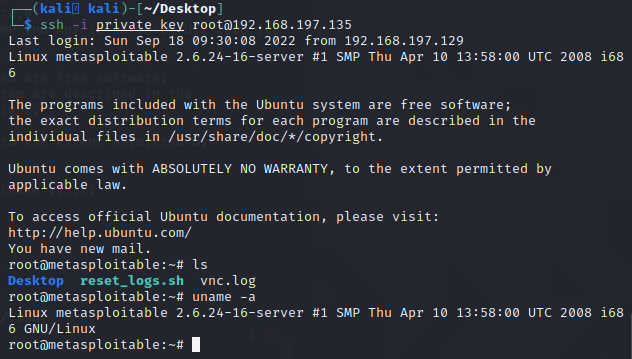 (kali kali)-[~/Desktop]
$ ssh -i private_key root@192.168.197.135
Last login: Sun Sep 18 09:30:08 2022 from 192.168.197.129
Linux metasploitable 2.6.24-16-server #1 SMP Thu Apr 10 13:58:00 UTC 2008 i68
6
The programs included with the Ubuntu system are free software;
the exact distribution terms for each program are described in the
individual files in /usr/share/doc/*/copyright.
Ubuntu comes with ABSOLUTELY NO WARRANTY, to the extent permitted by
applicable law.
To access official Ubuntu documentation, please visit:
http://help.ubuntu.com/
You have new mail.
root@metasploitable:~# ls
Desktop  reset_logs.sh  vnc.log
root@metasploitable:~# uname -a
Linux metasploitable 2.6.24-16-server #1 SMP Thu Apr 10 13:58:00 UTC 2008 i68
6 GNU/Linux
root@metasploitable:~#